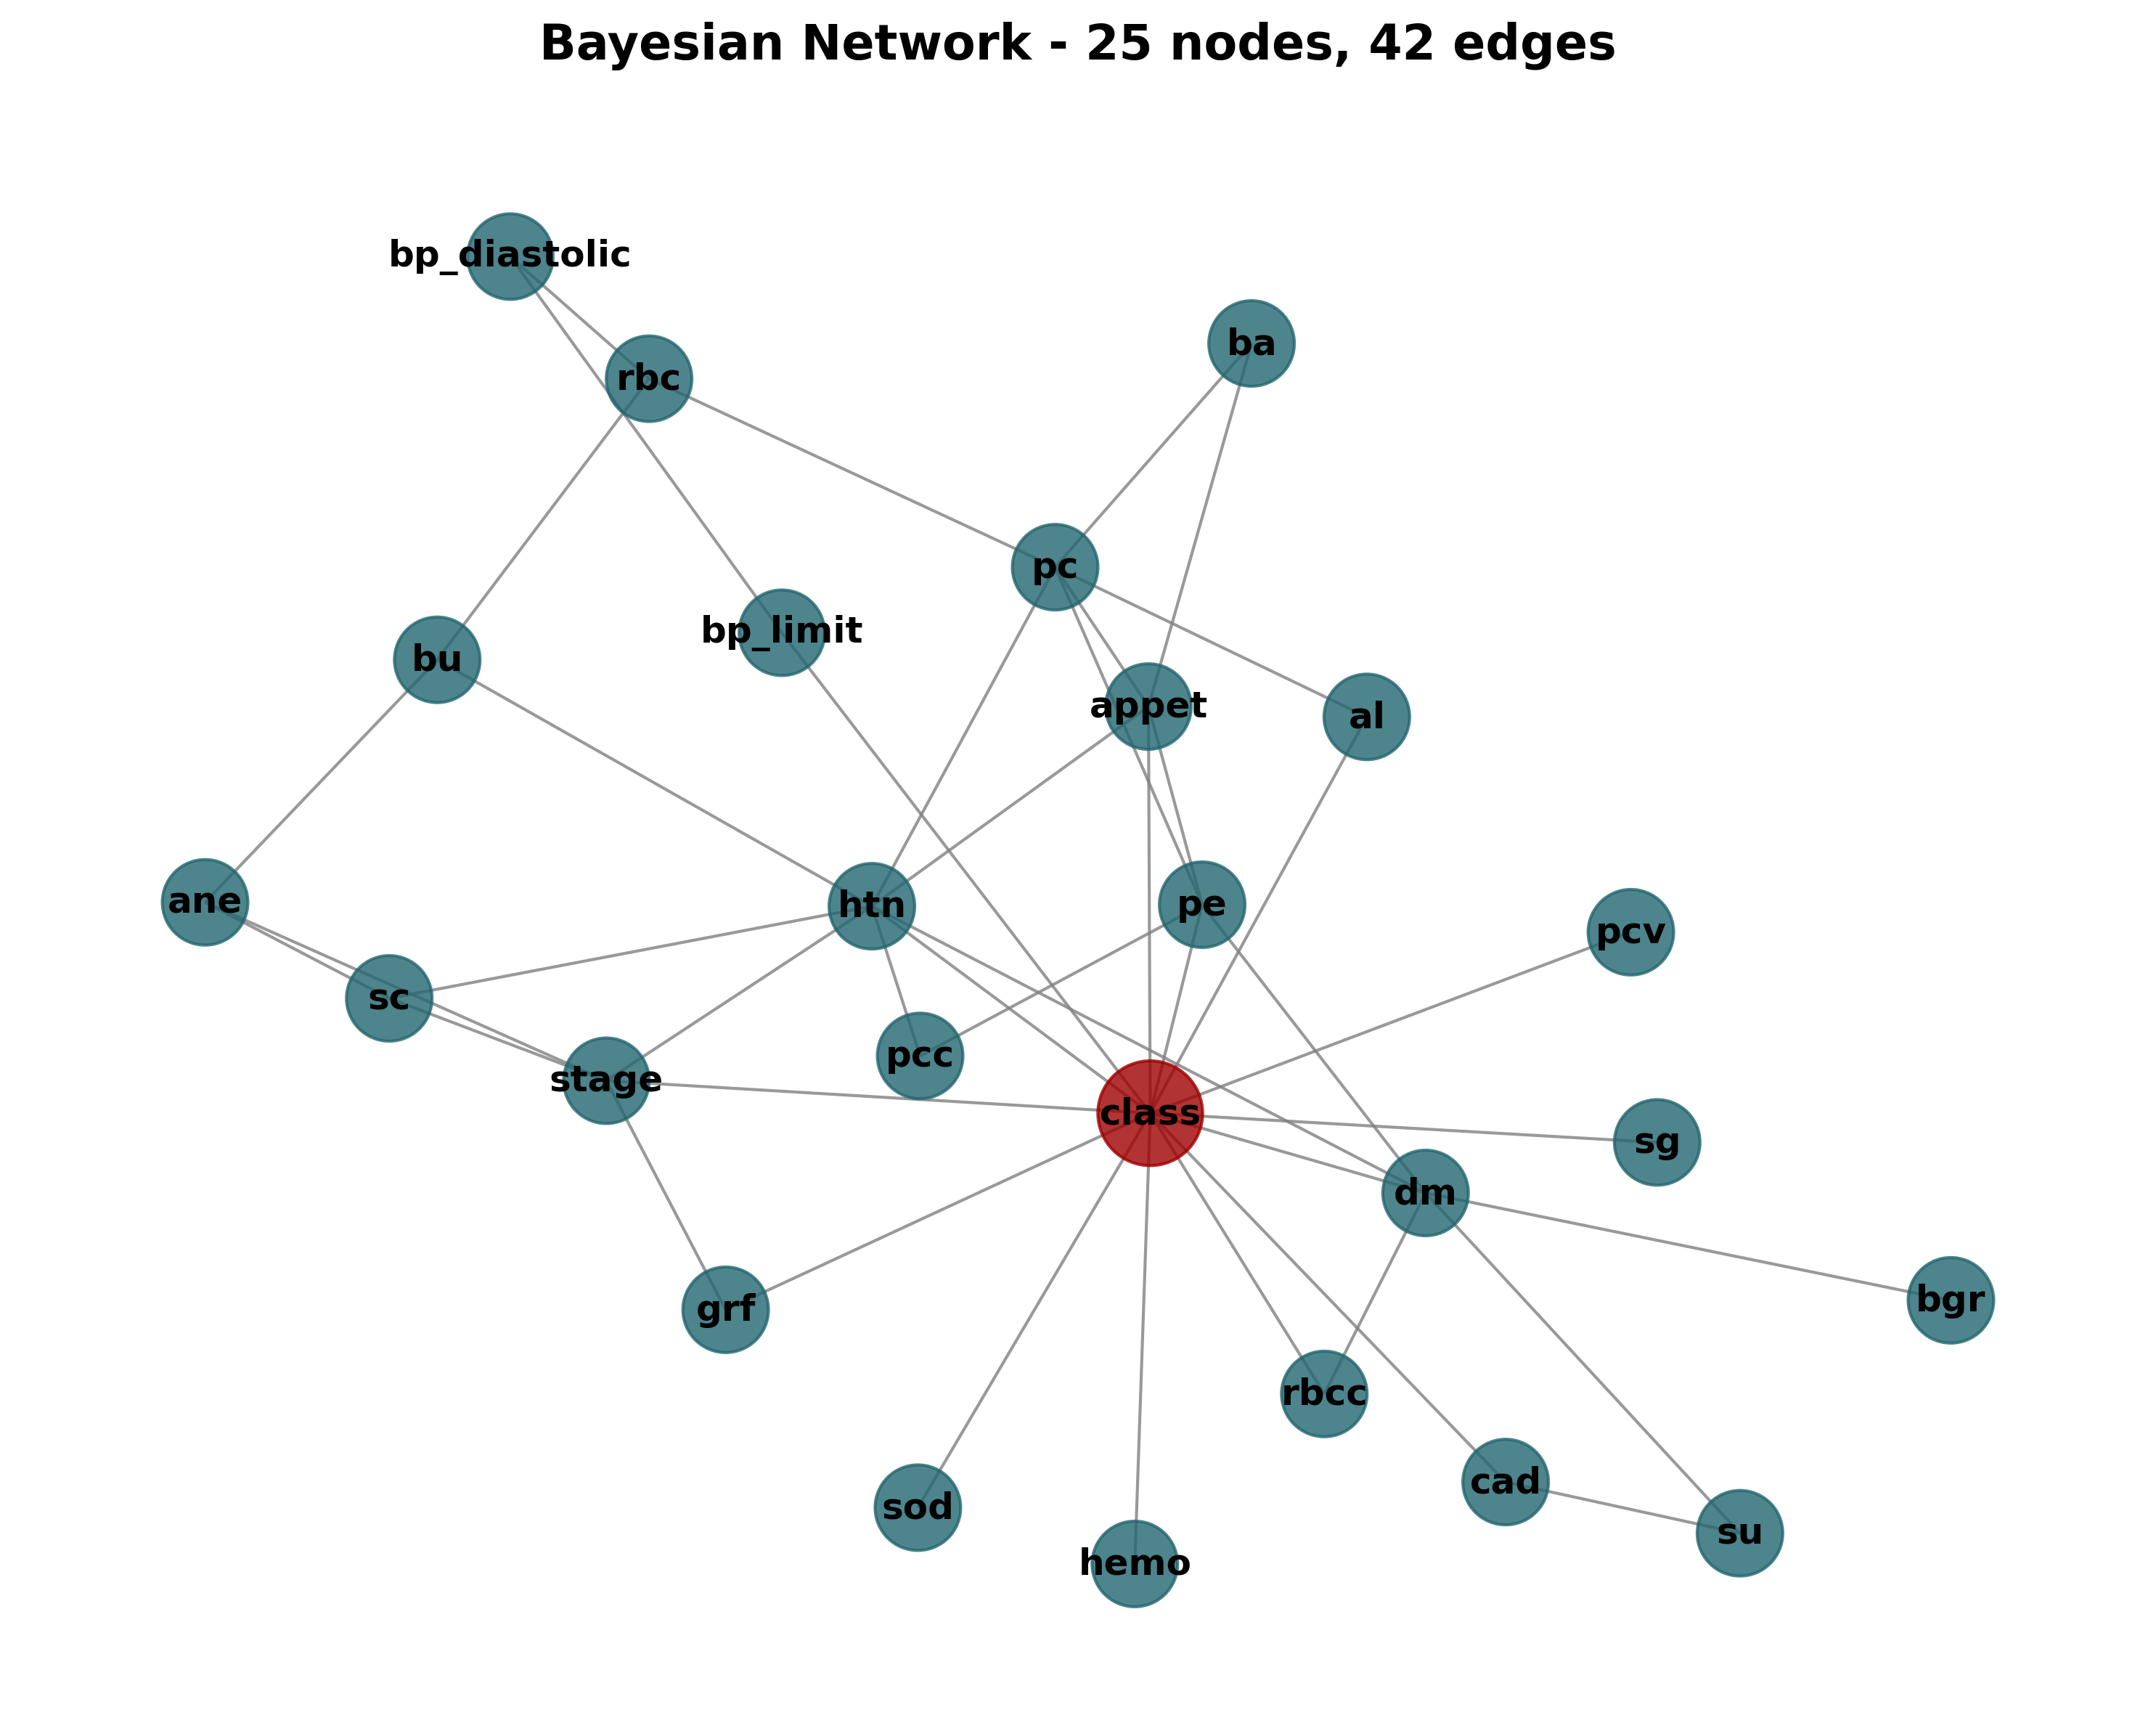 Bayesian Network - 25 nodes, 42 edges
bp_diastolic
ba
rbc
pc
bp_limit
bu
appet
al
ane
htn
pe
pcv
sc
pcc
stage
class
sg
dm
bgr
grf
rbcc
cad
sod
su
hemo